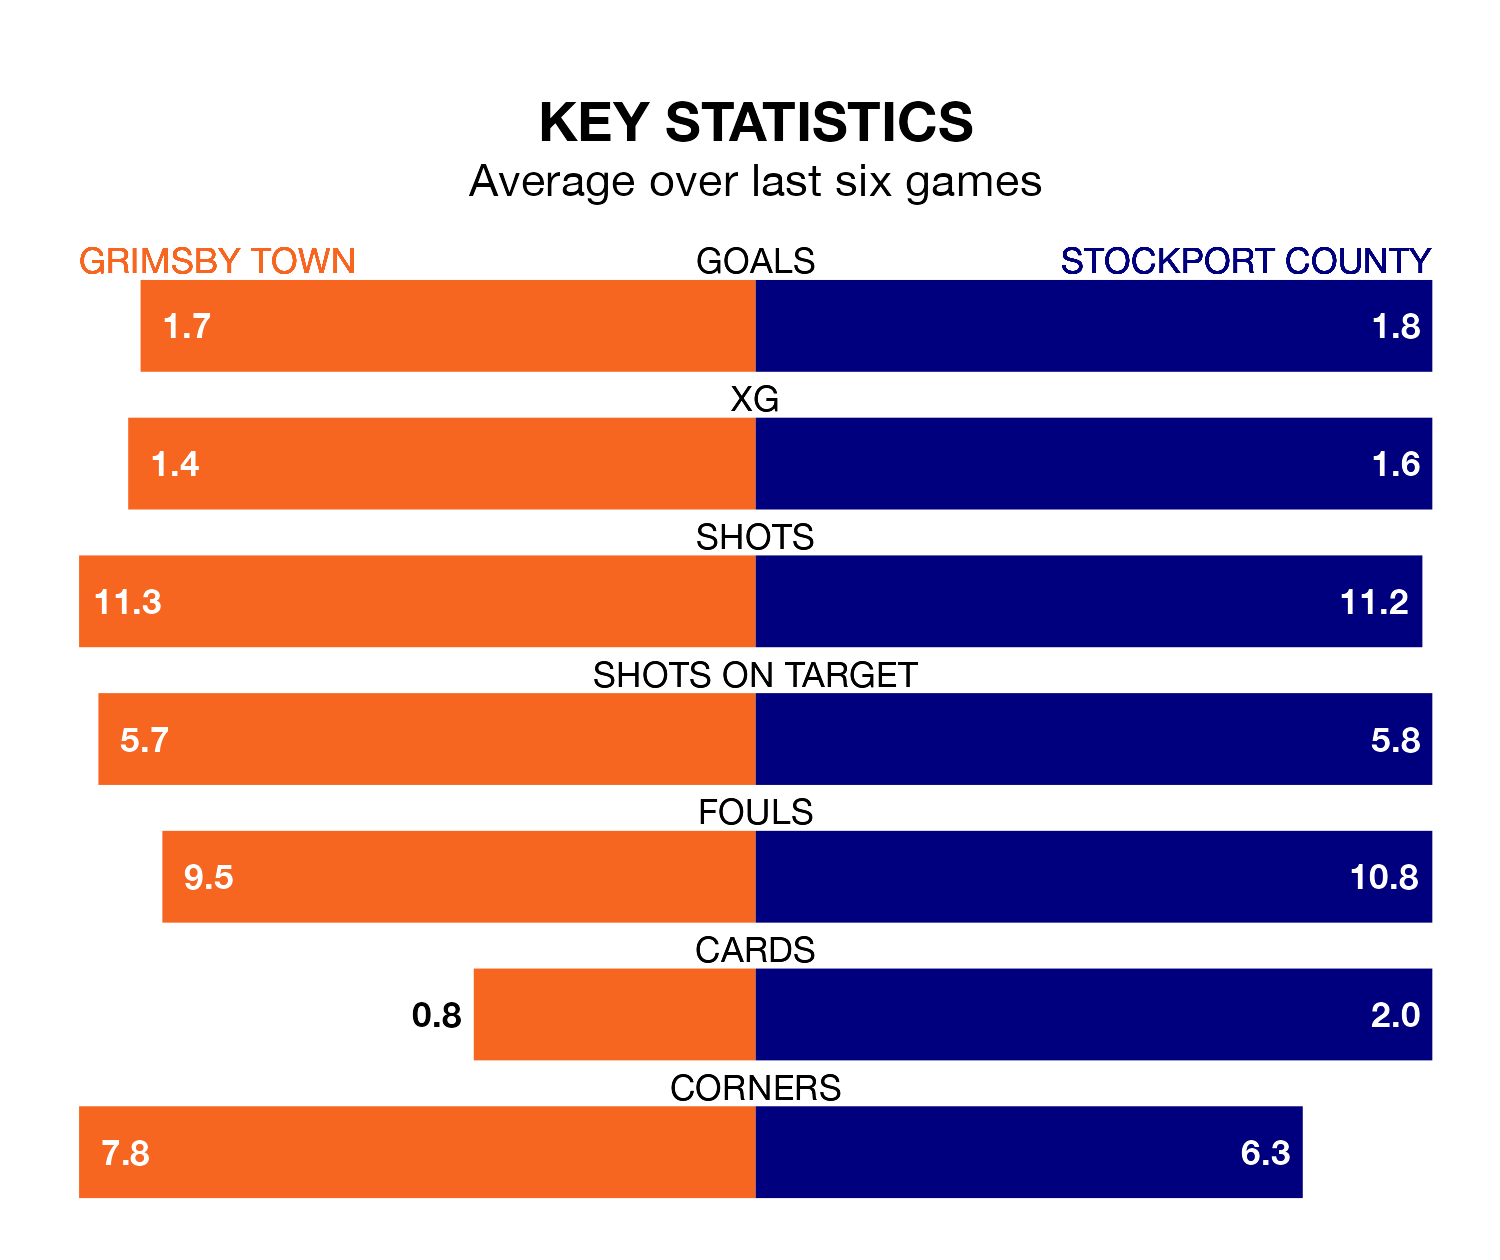 KEY STATISTICS
Average over last six games
GRIMSBY TOWN GOALS STOCKPORT COUNTY
1.7 1.8
XG
1.4 1.6
SHOTS
11.3 11.2
SHOTS ON TARGET
5.7 5.8
FOULS
9.5 10.8
CARDS
0.8 2.0
CORNERS
7.8 6.3